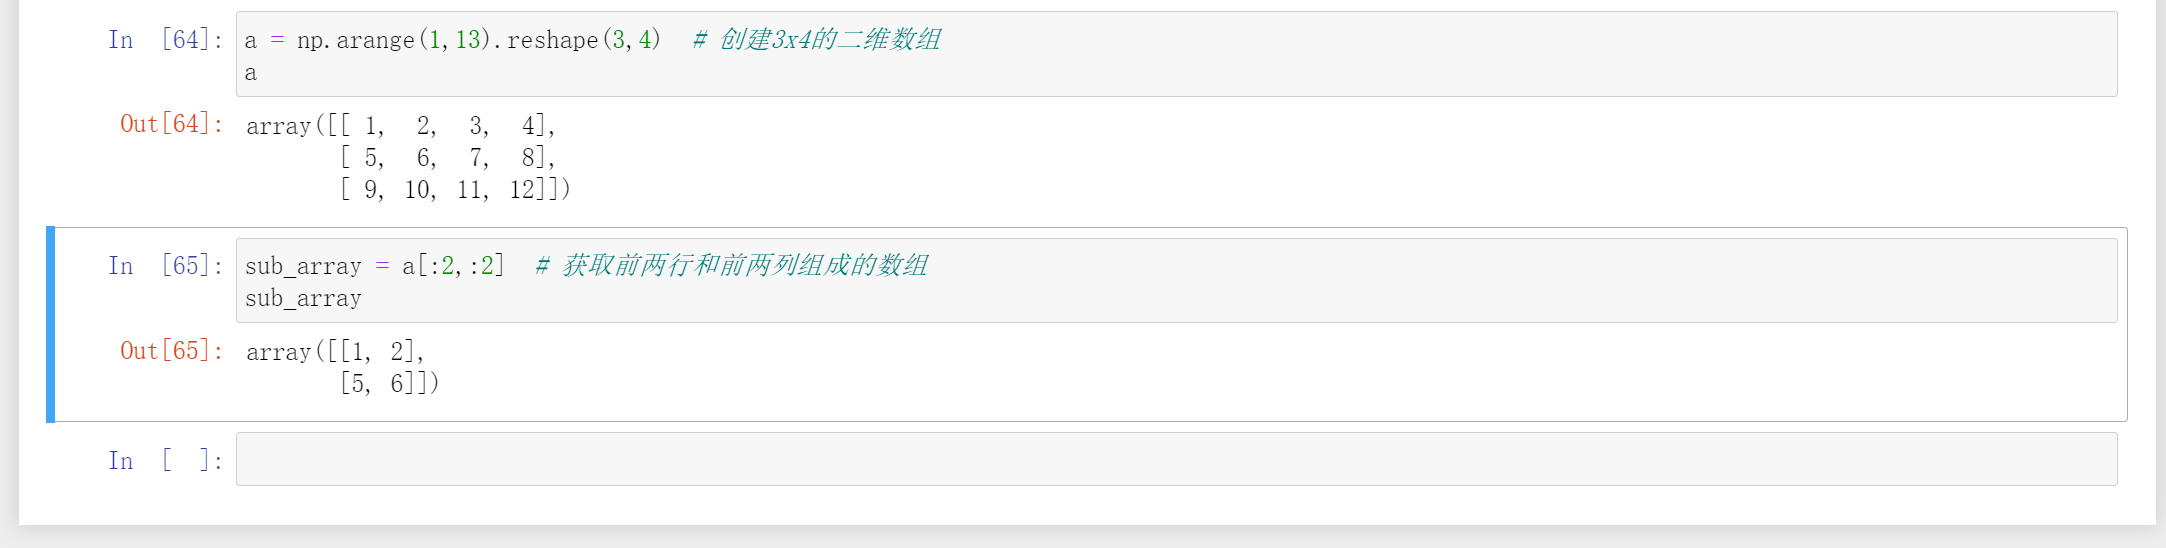 In [64]: a = np.arange(1,13).reshape(3,4)  # 创建3x4的二维数组
a
Out[64]: array([[ 1,  2,  3,  4],
       [ 5,  6,  7,  8],
       [ 9, 10, 11, 12]])
In [65]: sub_array = a[:2,:2]  # 获取前两行和前两列组成的数组
sub_array
Out[65]: array([[1, 2],
       [5, 6]])
In [ ]: